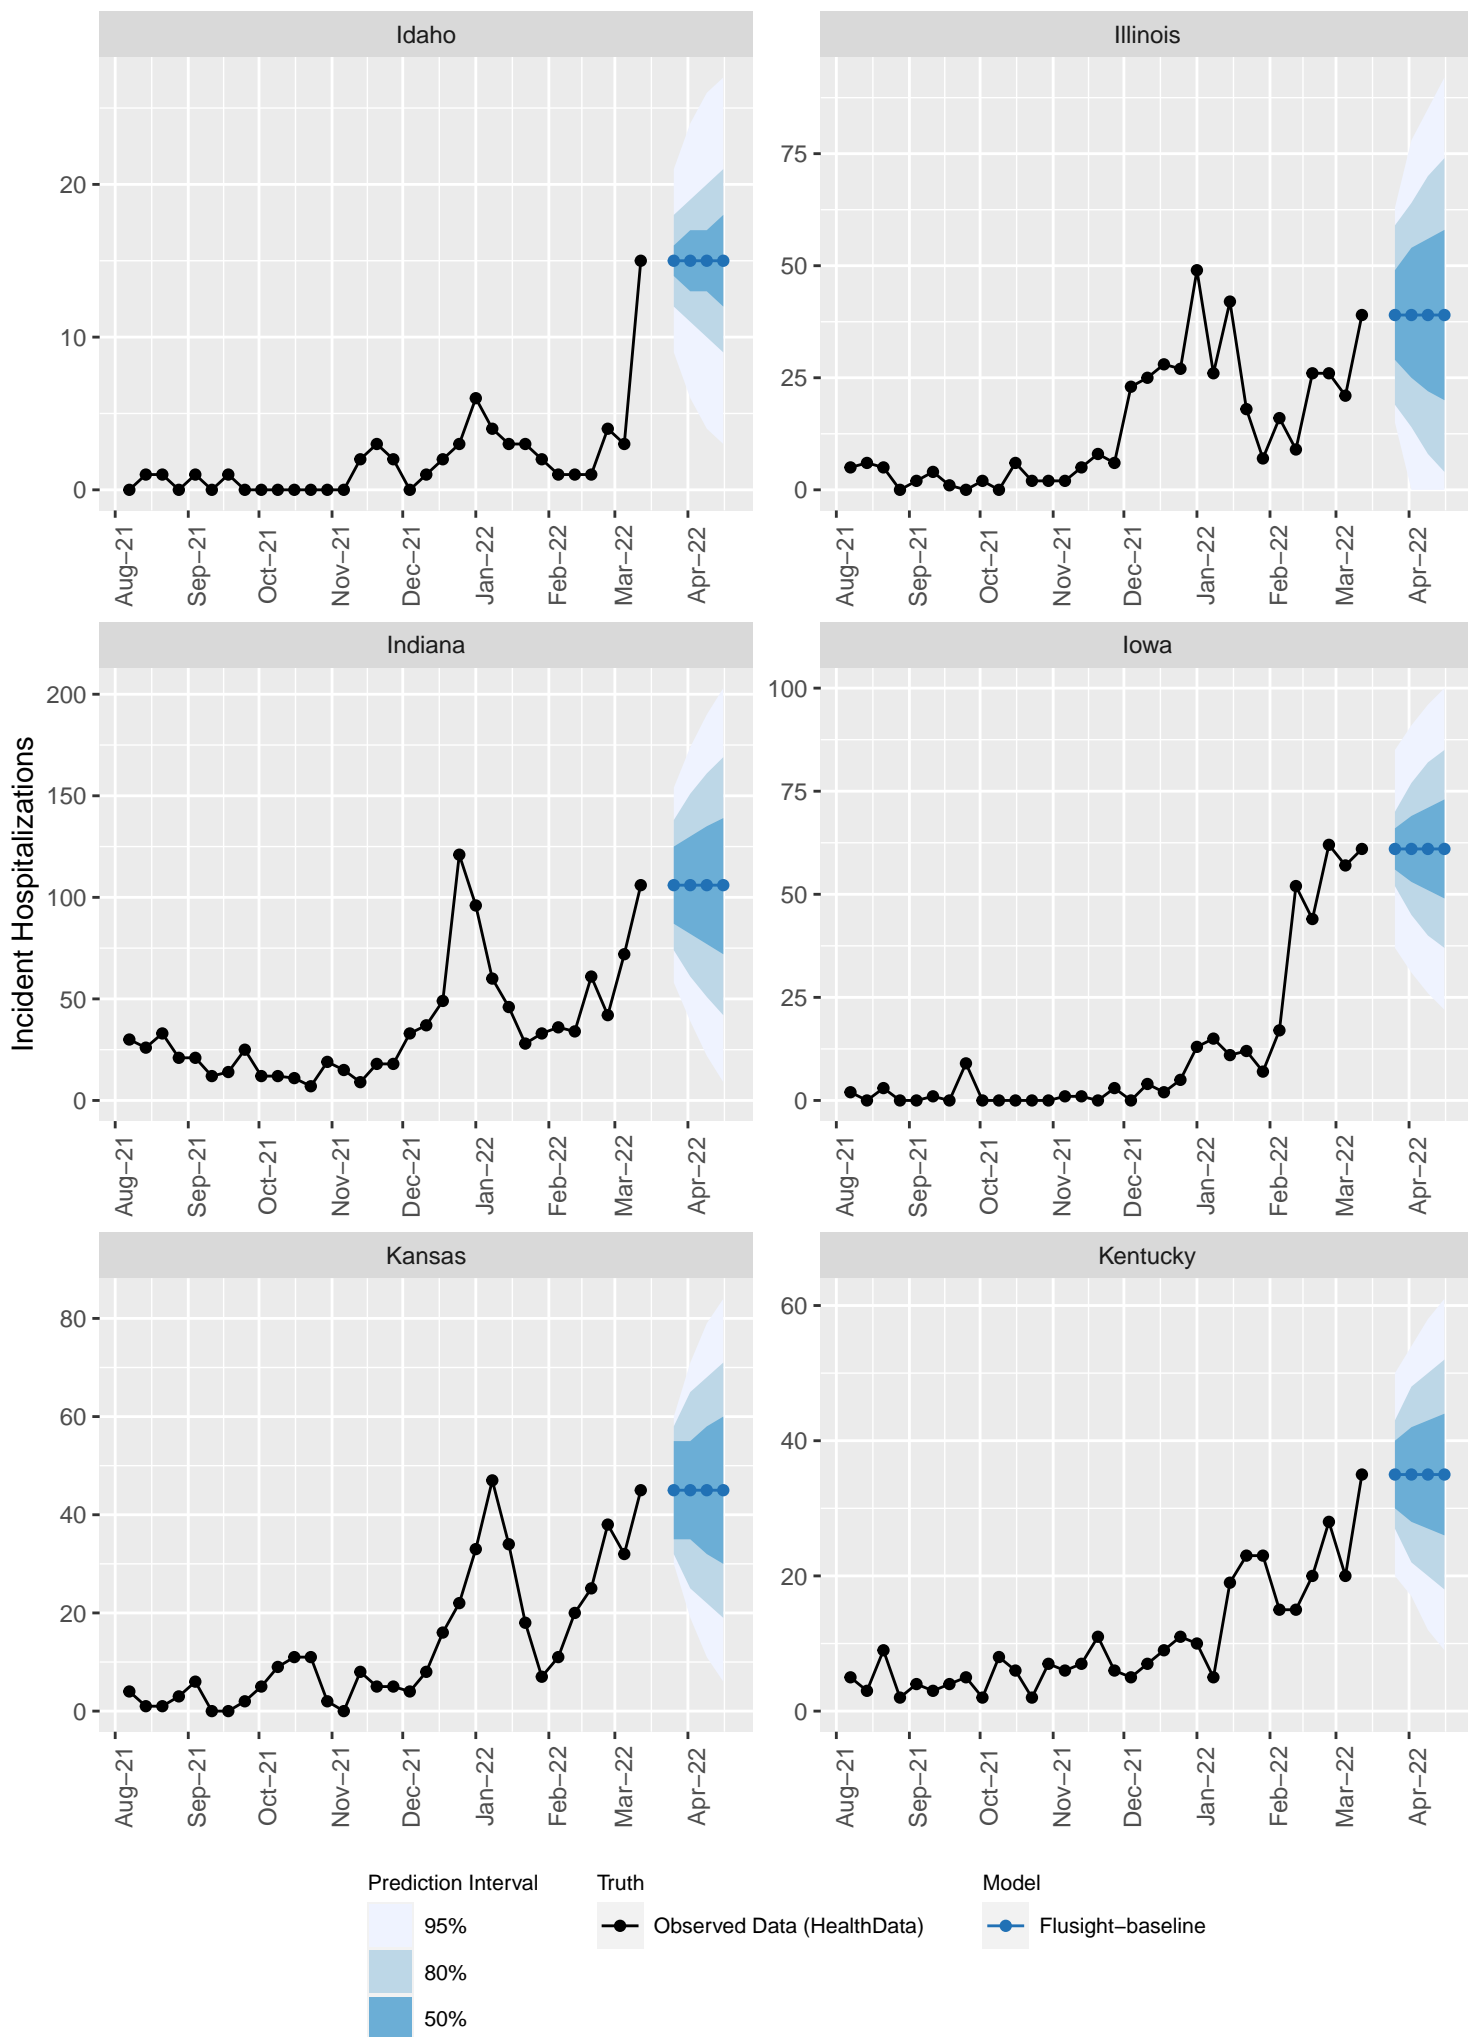 Idaho
Illinois
20
10
0
75
50
25
0
Aug−21
Sep−21
Oct−21
Nov−21
Dec−21
Jan−22
Feb−22
Mar−22
Apr−22
Aug−21
Sep−21
Oct−21
Nov−21
Dec−21
Jan−22
Feb−22
Mar−22
Apr−22
Incident Hospitalizations
Indiana
Iowa
200
150
100
50
0
100
75
50
25
0
Aug−21
Sep−21
Oct−21
Nov−21
Dec−21
Jan−22
Feb−22
Mar−22
Apr−22
Aug−21
Sep−21
Oct−21
Nov−21
Dec−21
Jan−22
Feb−22
Mar−22
Apr−22
Kansas
Kentucky
80
60
40
20
0
60
40
20
0
Aug−21
Sep−21
Oct−21
Nov−21
Dec−21
Jan−22
Feb−22
Mar−22
Apr−22
Aug−21
Sep−21
Oct−21
Nov−21
Dec−21
Jan−22
Feb−22
Mar−22
Apr−22
Prediction Interval
95%
80%
50%
Truth
Observed Data (HealthData)
Model
Flusight−baseline